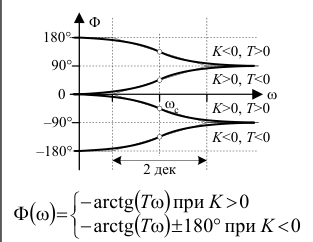 Φ
180°
K<0, T>0
90°
K>0, T<0
0
ω
ω_c
K>0, T>0
–90°
K<0, T<0
–180°
2 дек
Φ(ω)={–arctg(Tω) при K>0
–arctg(Tω)±180° при K<0